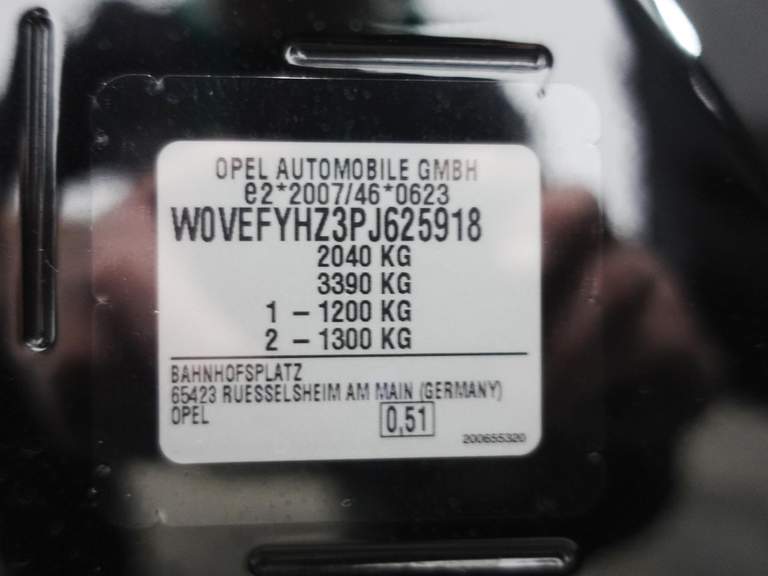 OPEL AUTOMOBILE GMBH
e2*2007/46*0623
W0VEFYHZ3PJ625918
2040 KG
3390 KG
1 - 1200 KG
2 - 1300 KG
BAHNHOFSPLATZ
65423 RUESSELSHEIM AM MAIN (GERMANY)
OPEL
0,51
200655320